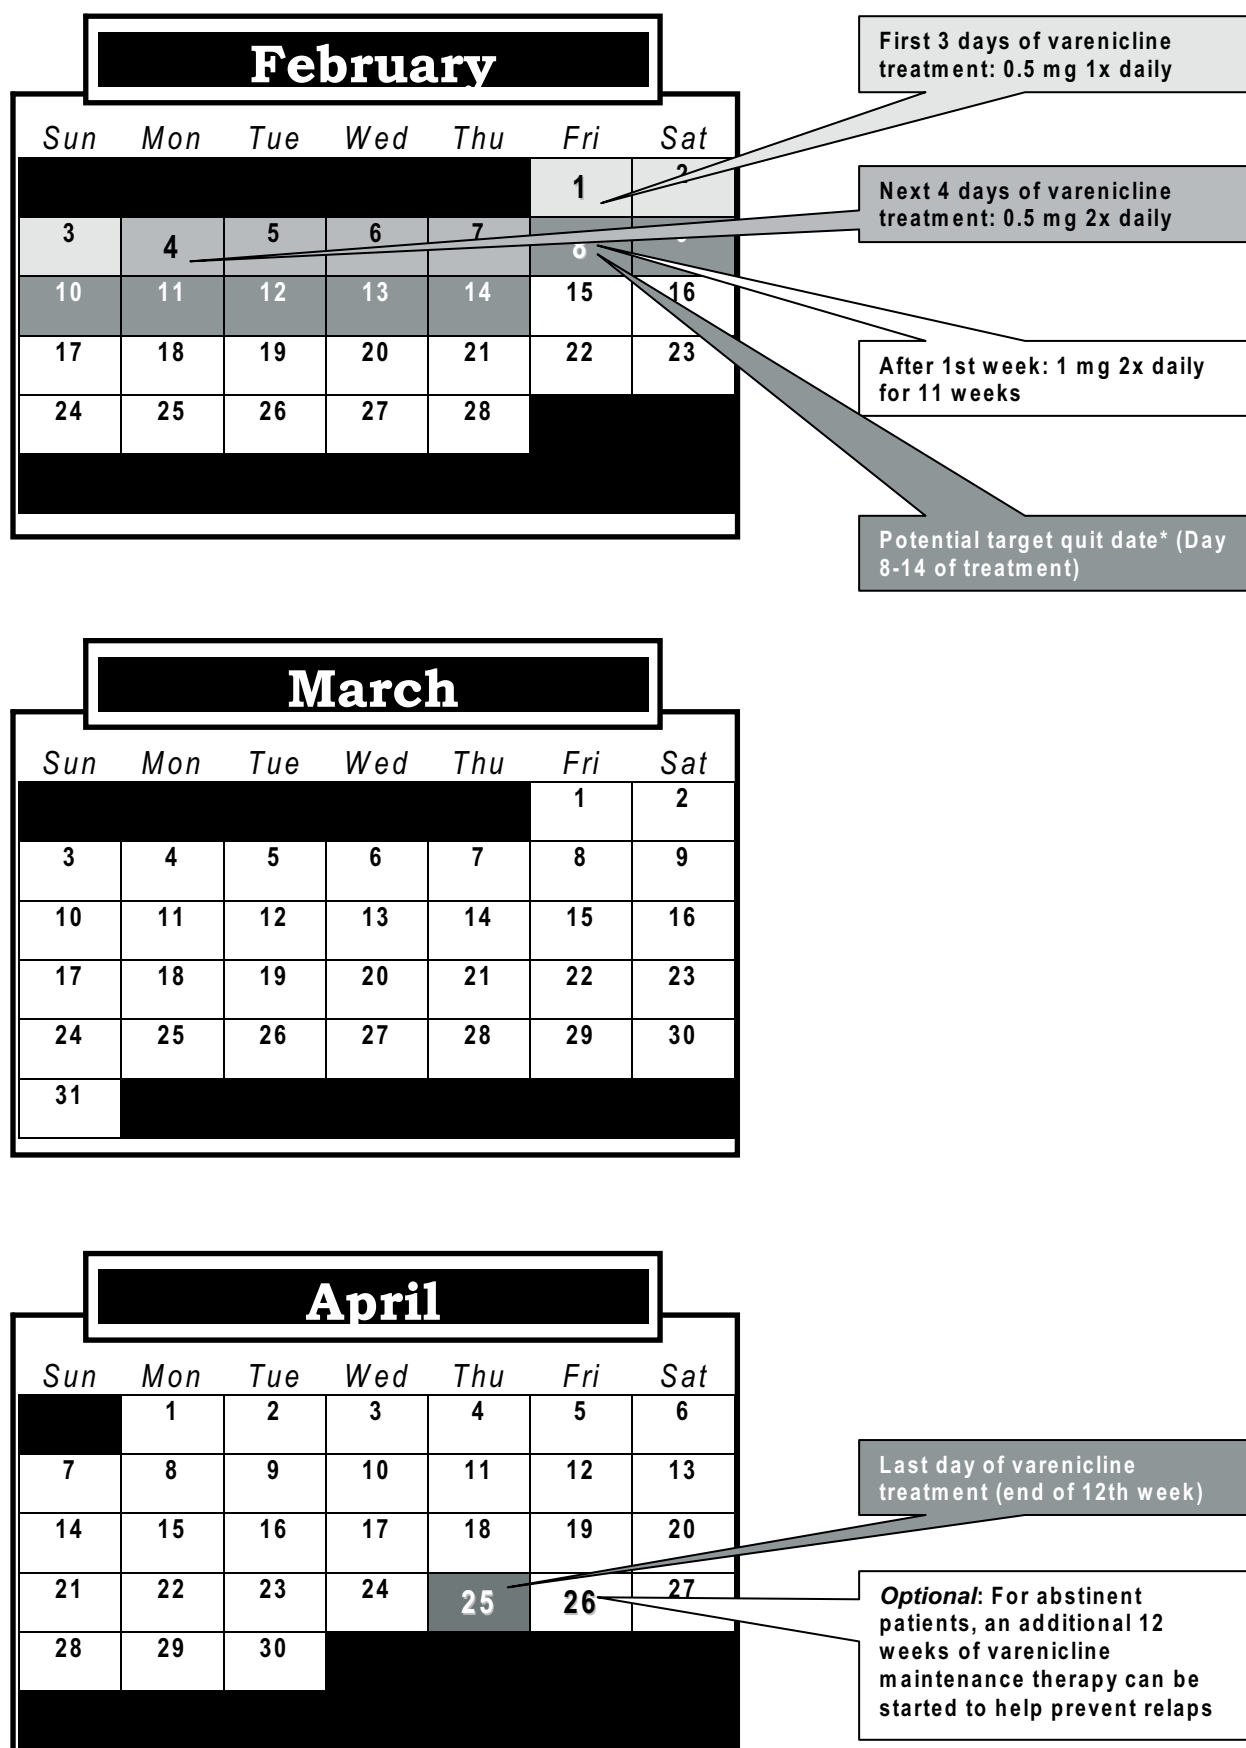 February
Sun Mon Tue Wed Thu Fri Sat
1 2
3 4 5 6 7 8
10 11 12 13 14 15 16
17 18 19 20 21 22 23
24 25 26 27 28
First 3 days of varenicline
treatment: 0.5 mg 1x daily
Next 4 days of varenicline
treatment: 0.5 mg 2x daily
After 1st week: 1 mg 2x daily
for 11 weeks
Potential target quit date* (Day
8-14 of treatment)
March
Sun Mon Tue Wed Thu Fri Sat
1 2
3 4 5 6 7 8 9
10 11 12 13 14 15 16
17 18 19 20 21 22 23
24 25 26 27 28 29 30
31
April
Sun Mon Tue Wed Thu Fri Sat
1 2 3 4 5 6
7 8 9 10 11 12 13
14 15 16 17 18 19 20
21 22 23 24 25 26 27
28 29 30
Last day of varenicline
treatment (end of 12th week)
Optional: For abstinent
patients, an additional 12
weeks of varenicline
maintenance therapy can be
started to help prevent relaps